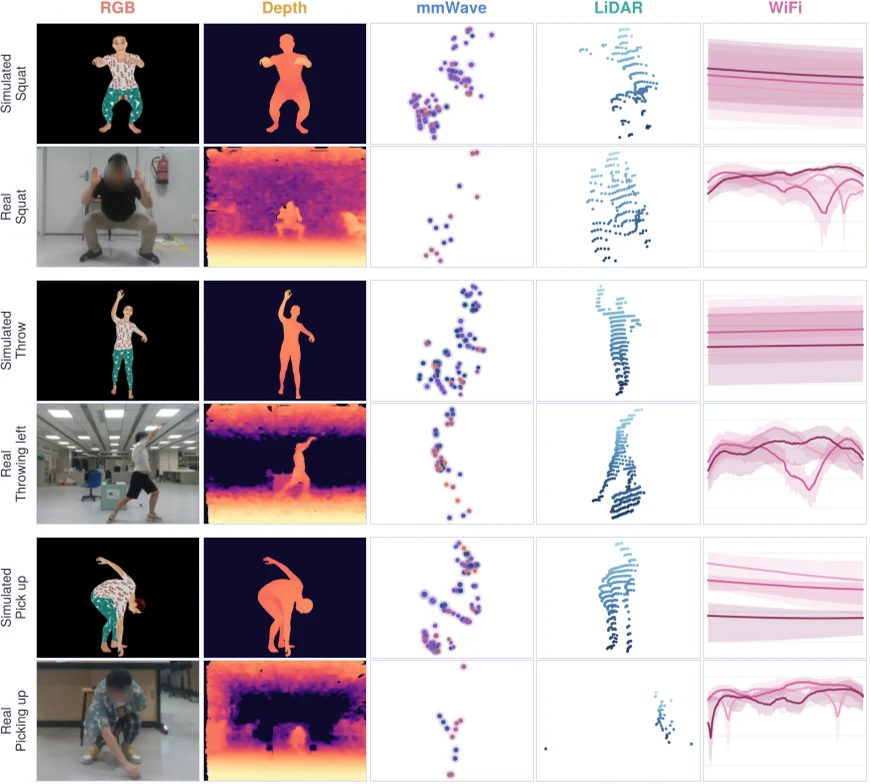 RGB Depth mmWave LiDAR WiFi
Simulated
Squat
Real
Squat
Simulated
Throw
Real
Throwing left
Simulated
Pick up
Real
Picking up